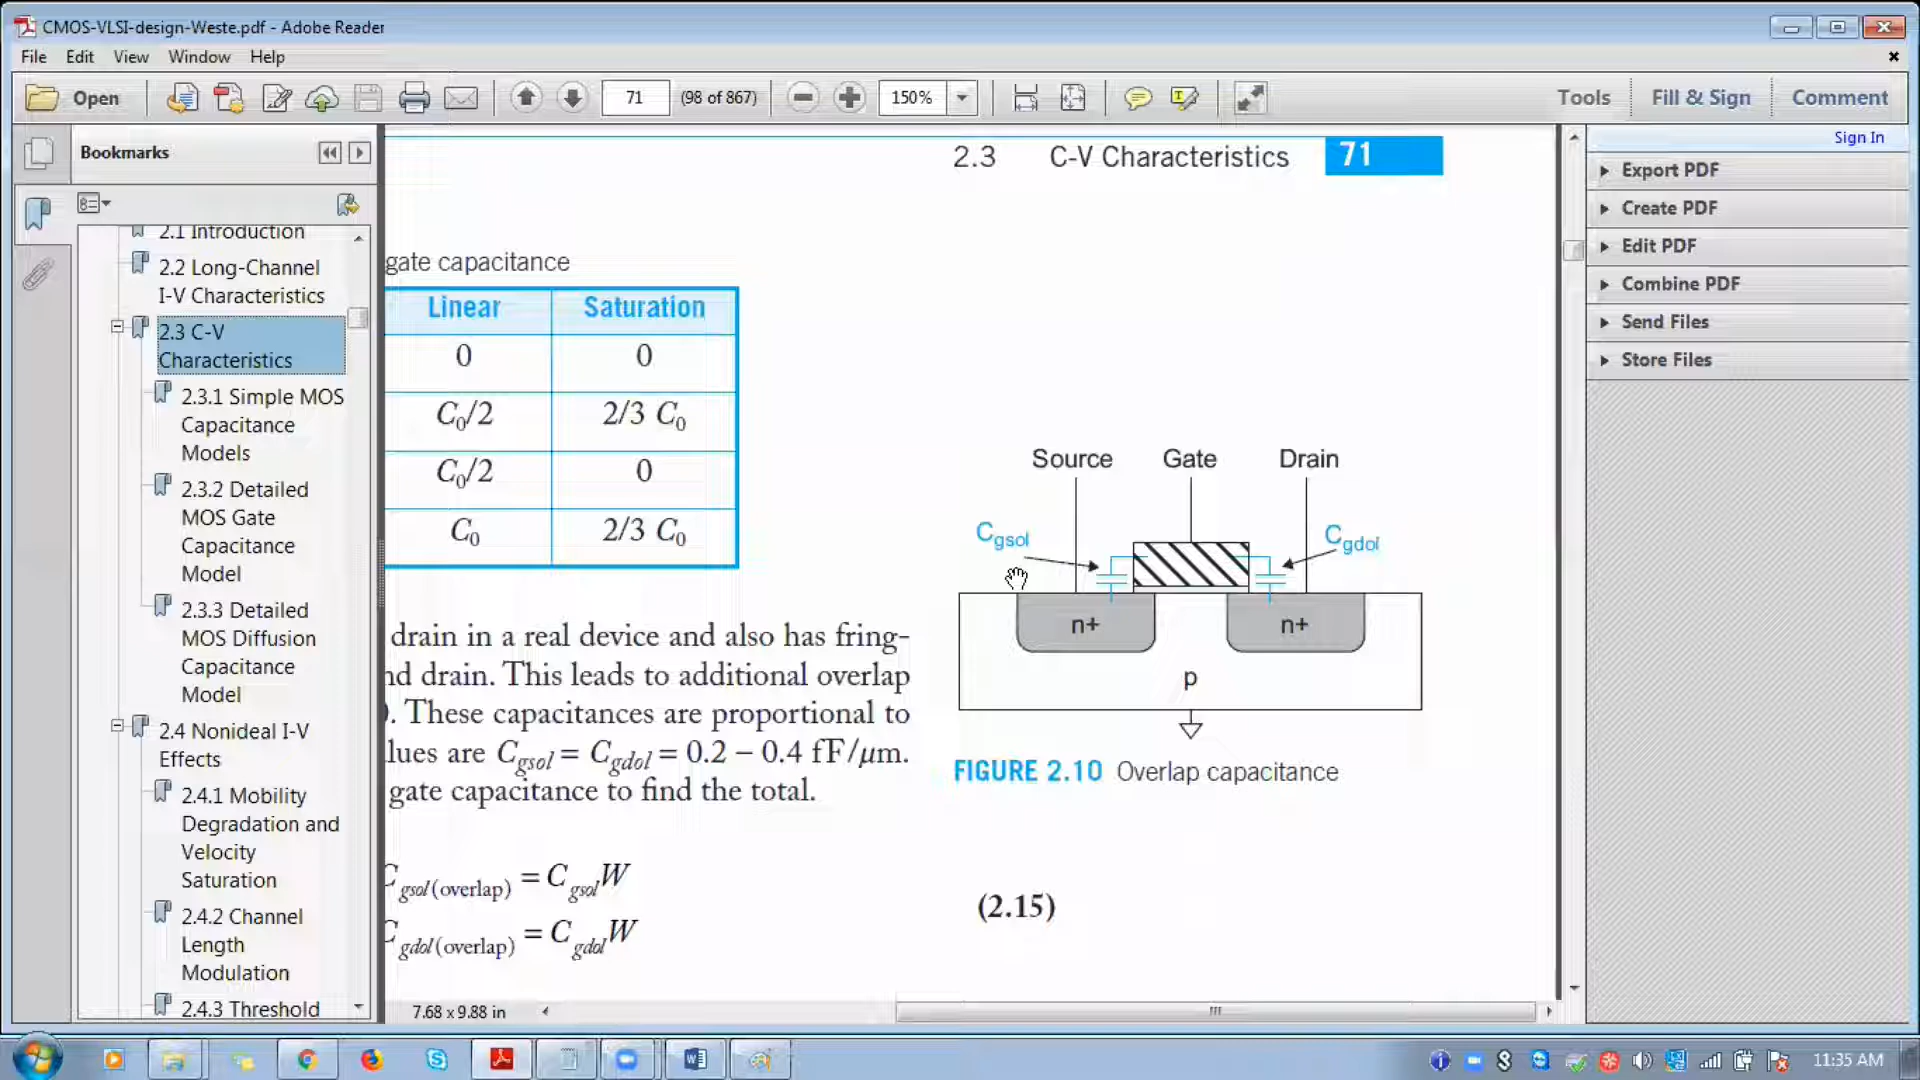 CMOS-VLSI-design-Weste.pdf - Adobe Reader
File Edit View Window Help
Open 71 (98 of 867) 150% Tools Fill & Sign Comment
Bookmarks
2.1 Introduction
2.2 Long-Channel
I-V Characteristics
2.3 C-V
Characteristics
2.3.1 Simple MOS
Capacitance
Models
2.3.2 Detailed
MOS Gate
Capacitance
Model
2.3.3 Detailed
MOS Diffusion
Capacitance
Model
2.4 Nonideal I-V
Effects
2.4.1 Mobility
Degradation and
Velocity
Saturation
2.4.2 Channel
Length
Modulation
2.4.3 Threshold
2.3 C-V Characteristics 71
gate capacitance
Linear Saturation
0 0
C0/2 2/3 C0
C0/2 0
C0 2/3 C0
drain in a real device and also has fring-
nd drain. This leads to additional overlap
). These capacitances are proportional to
lues are Cgsol = Cgdol = 0.2 – 0.4 fF/μm.
gate capacitance to find the total.
Cgsol(overlap) = CgsolW
Cgdol(overlap) = CgdolW
(2.15)
Source Gate Drain
Cgsol Cgdol
n+ n+
p
FIGURE 2.10 Overlap capacitance
7.68 x 9.88 in
Sign In
Export PDF
Create PDF
Edit PDF
Combine PDF
Send Files
Store Files
11:35 AM